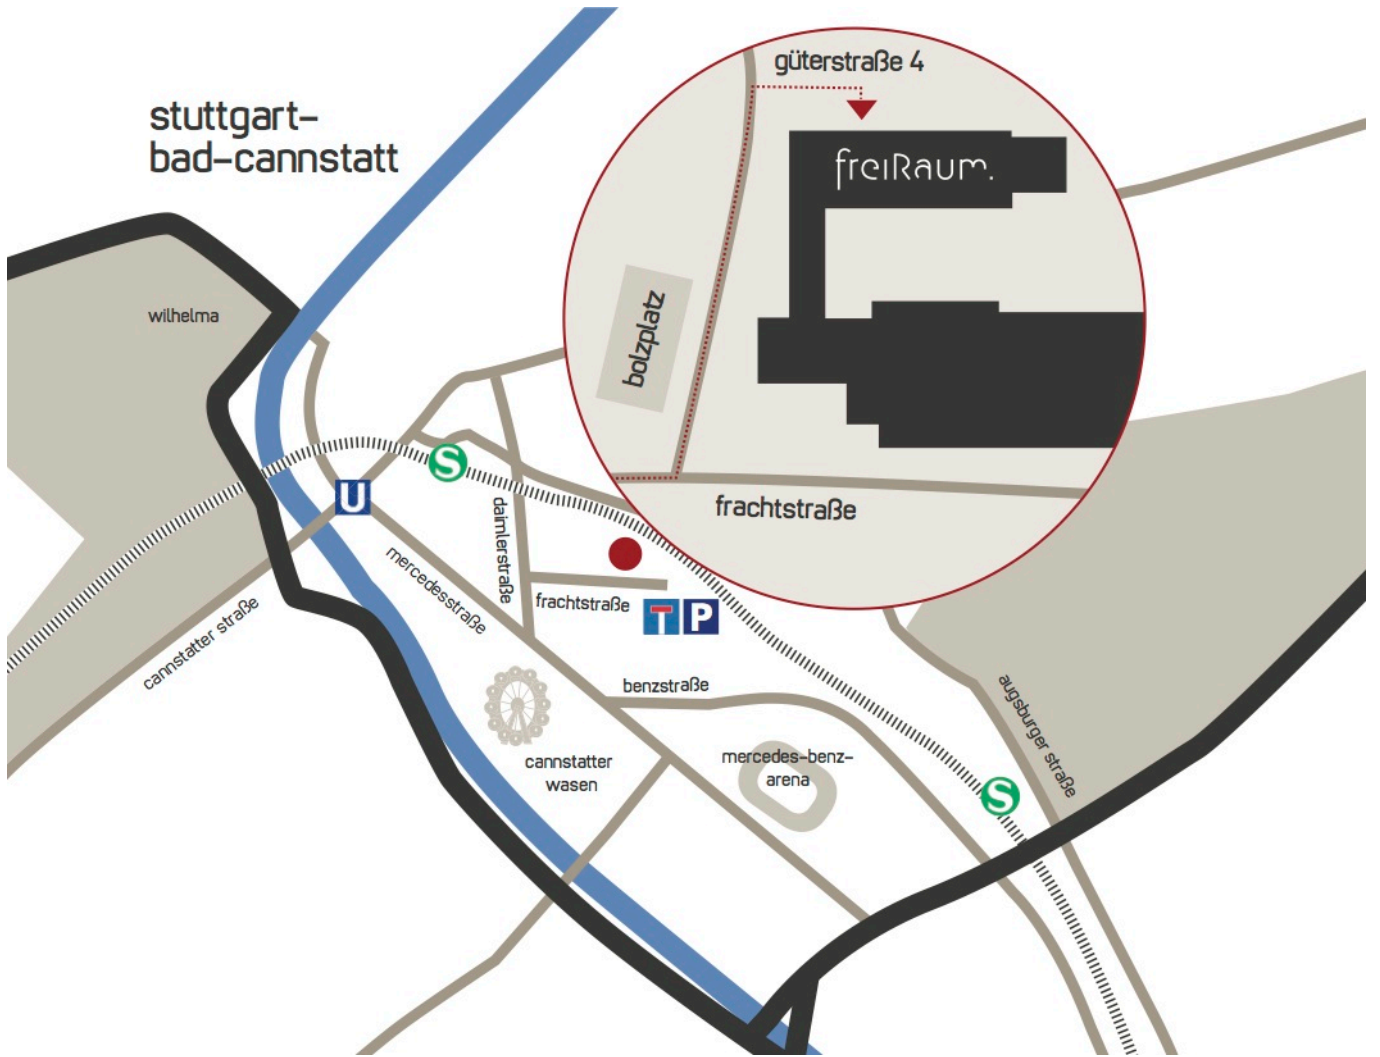 stuttgart-
bad-cannstatt
güterstraße 4
freiRaum.
bolzplatz
frachtstraße
wilhelma
S
U
daimlerstraße
mercedesstraße
frachtstraße
T P
cannstatter straße
benzstraße
augsburger straße
cannstatter
wasen
mercedes-benz-
arena
S